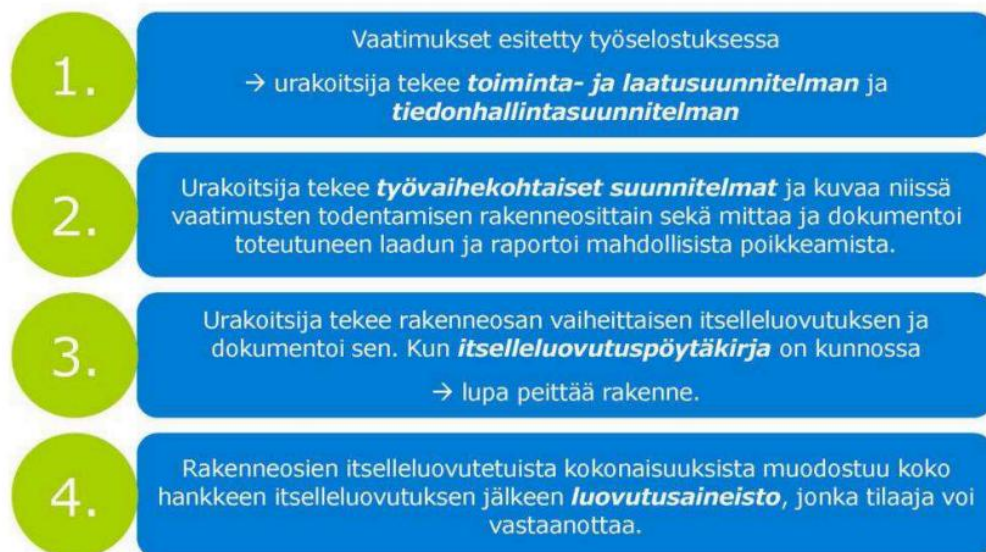 1.
Vaatimukset esitetty työselostuksessa
→ urakoitsija tekee toiminta- ja laatusuunnitelman ja
tiedonhallintasuunnitelman
2.
Urakoitsija tekee työvaihekohtaiset suunnitelmat ja kuvaa niissä
vaatimusten todentamisen rakenneosittain sekä mittaa ja dokumentoi
toteutuneen laadun ja raportoi mahdollisista poikkeamista.
3.
Urakoitsija tekee rakenneosan vaiheittaisen itselleluovutuksen ja
dokumentoi sen. Kun itselleluovutuspöytäkirja on kunnossa
→ lupa peittää rakenne.
4.
Rakenneosien itselleluovutetuista kokonaisuuksista muodostuu koko
hankkeen itselleluovutuksen jälkeen luovutusaineisto, jonka tilaaja voi
vastaanottaa.